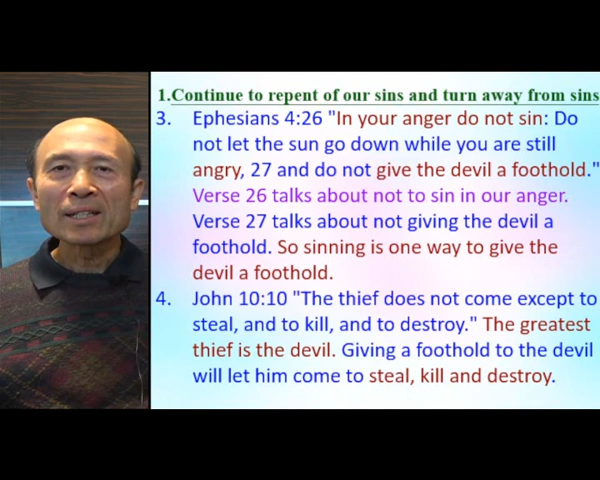 1.Continue to repent of our sins and turn away from sins
3. Ephesians 4:26 "In your anger do not sin: Do
not let the sun go down while you are still
angry, 27 and do not give the devil a foothold."
Verse 26 talks about not to sin in our anger.
Verse 27 talks about not giving the devil a
foothold. So sinning is one way to give the
devil a foothold.
4. John 10:10 "The thief does not come except to
steal, and to kill, and to destroy." The greatest
thief is the devil. Giving a foothold to the devil
will let him come to steal, kill and destroy.